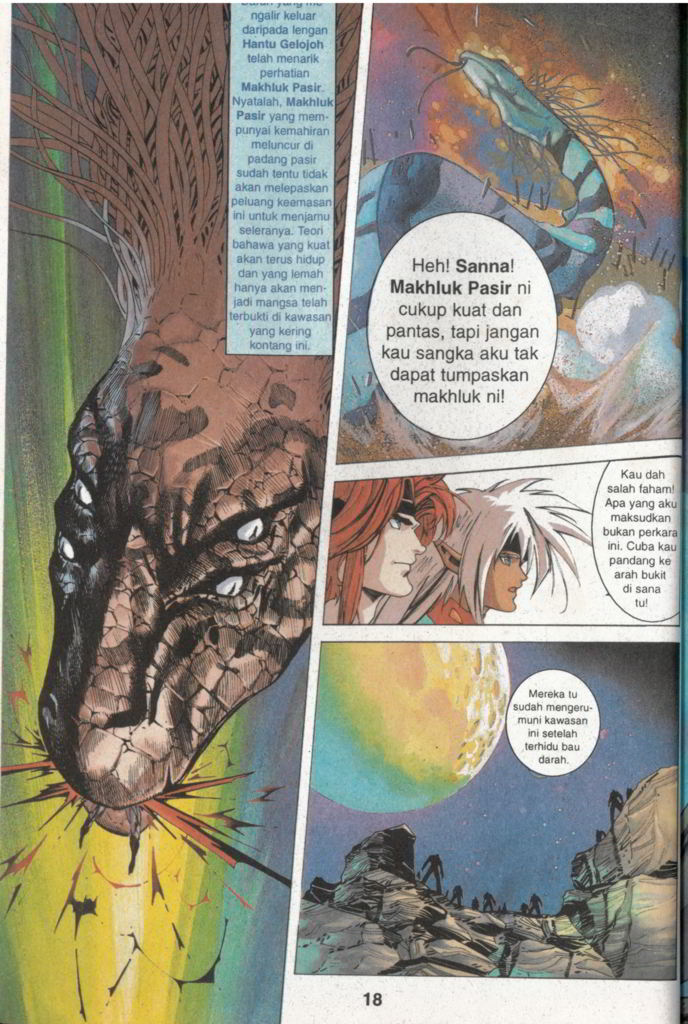 Darah yang me-
ngalir keluar
daripada lengan
Hantu Gelojoh
telah menarik
perhatian
Makhluk Pasir.
Nyatalah, Makhluk
Pasir yang mem-
punyai kemahiran
meluncur di
padang pasir
sudah tentu tidak
akan melepaskan
peluang keemasan
ini untuk menjamu
seleranya. Teori
bahawa yang kuat
akan terus hidup
dan yang lemah
hanya akan men-
jadi mangsa telah
terbukti di kawasan
yang kering
kontang ini.
Heh! Sanna!
Makhluk Pasir ni
cukup kuat dan
pantas, tapi jangan
kau sangka aku tak
dapat tumpaskan
makhluk ni!
Kau dah
salah faham!
Apa yang aku
maksudkan
bukan perkara
ini. Cuba kau
pandang ke
arah bukit
di sana
tu!
Mereka tu
sudah mengeru-
muni kawasan
ini setelah
terhidu bau
darah.
18